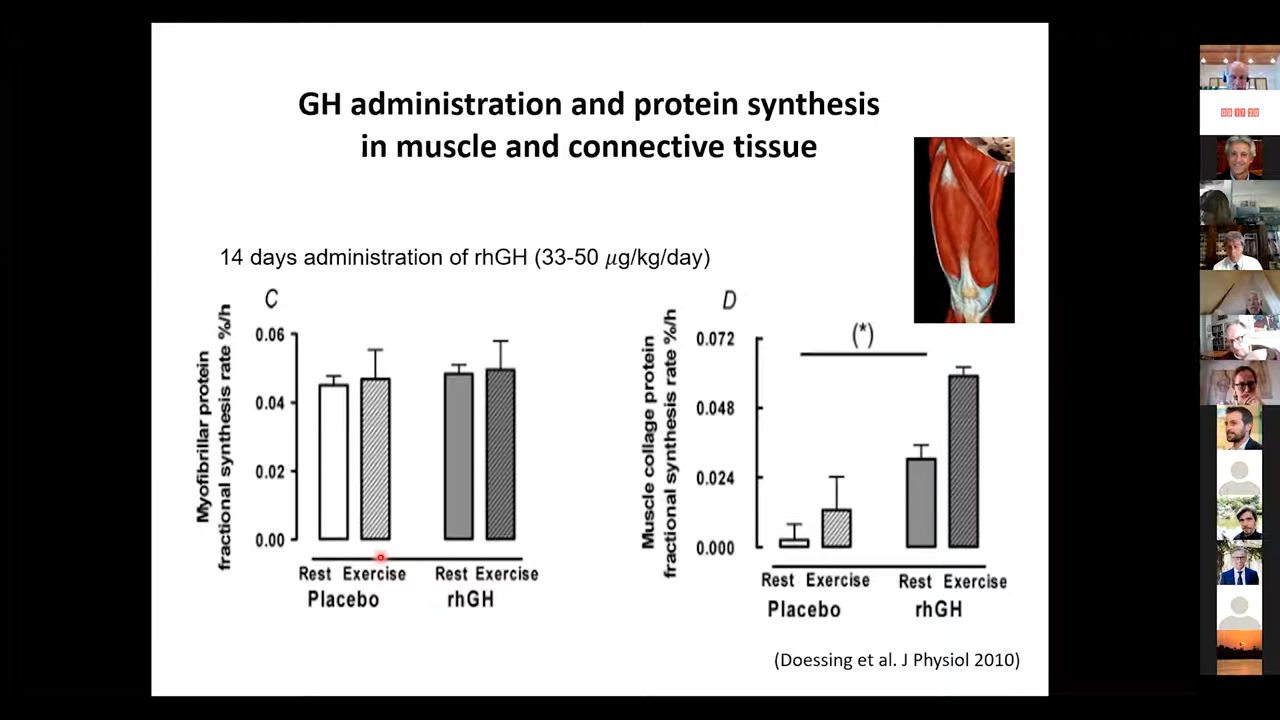 GH administration and protein synthesis
in muscle and connective tissue
14 days administration of rhGH (33-50 µg/kg/day)
C
Myofibrillar protein
fractional synthesis rate %/h
0.06
0.04
0.02
0.00
Rest Exercise Rest Exercise
Placebo rhGH
D
(*)
Muscle collage protein
fractional synthesis rate %/h
0.072
0.048
0.024
0.000
Rest Exercise Rest Exercise
Placebo rhGH
(Doessing et al. J Physiol 2010)